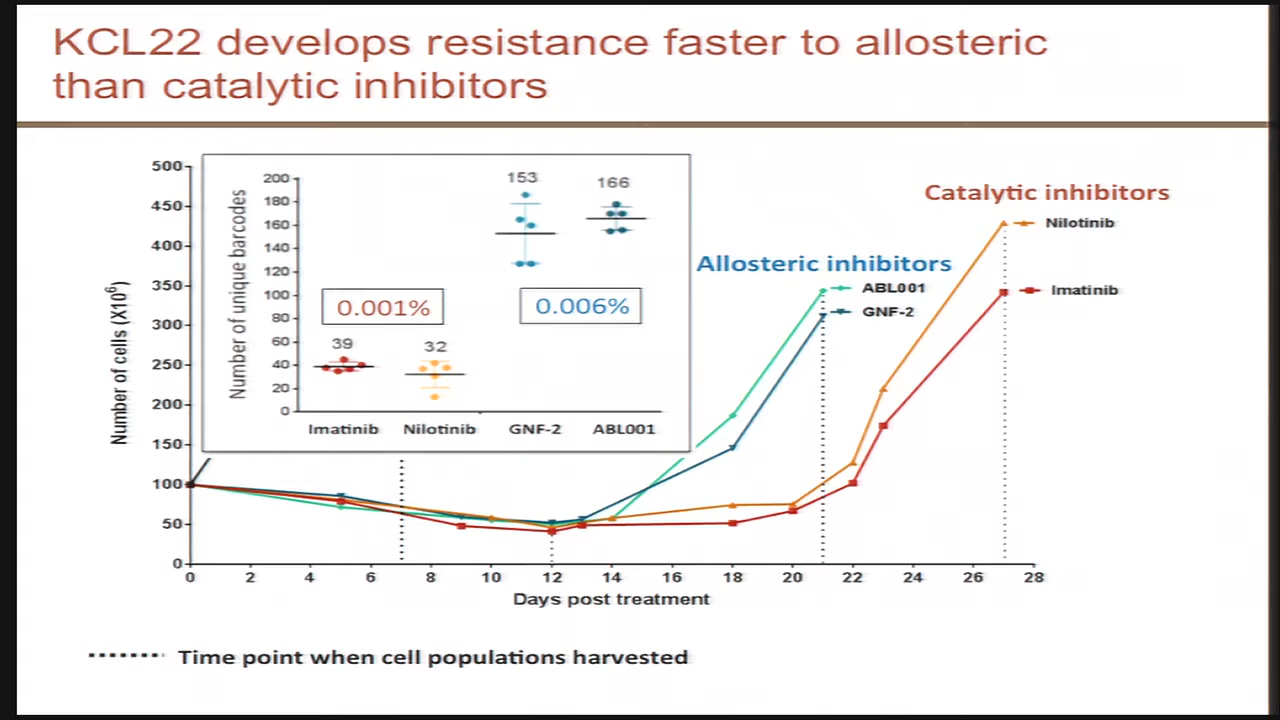 KCL22 develops resistance faster to allosteric
than catalytic inhibitors
500
450
400
350
300
250
200
150
100
50
0
Number of cells (X10⁶)
0 2 4 6 8 10 12 14 16 18 20 22 24 26 28
Days post treatment
200
180
160
140
120
100
80
60
40
20
0
Number of unique barcodes
153
166
0.001%
0.006%
39
32
Imatinib Nilotinib GNF-2 ABL001
Catalytic inhibitors
Nilotinib
Allosteric inhibitors
ABL001
Imatinib
GNF-2
Time point when cell populations harvested